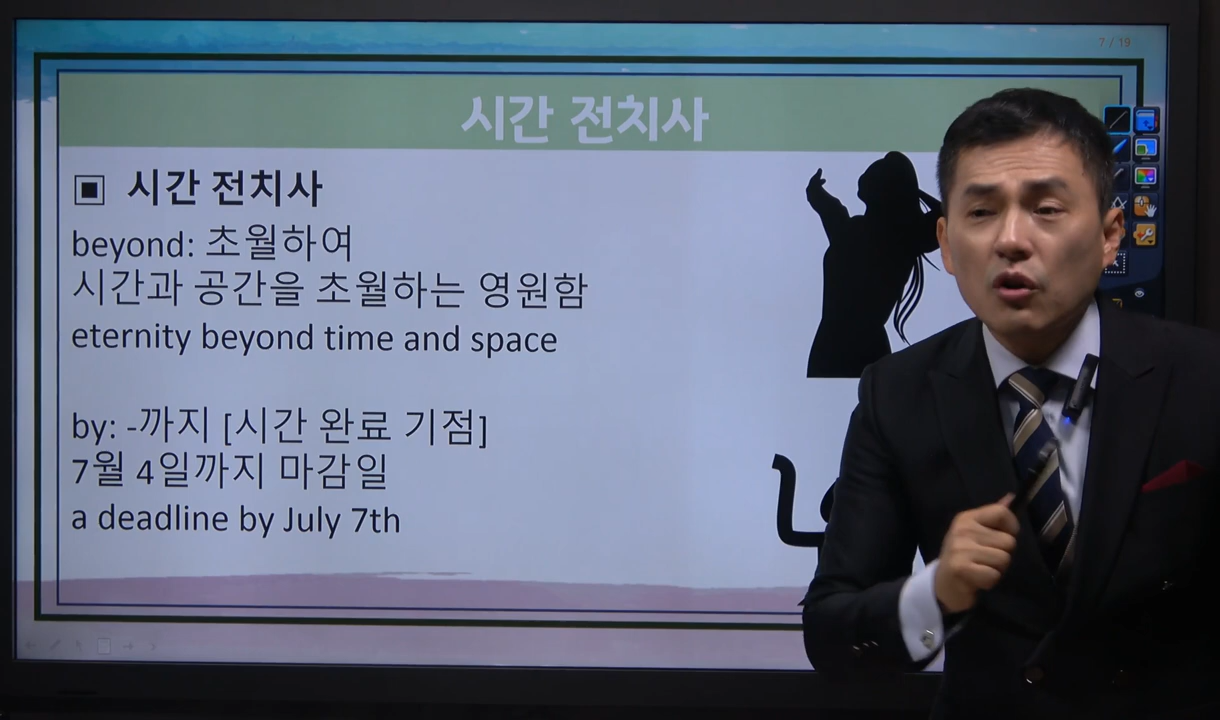 7 / 19
시간 전치사
▣ 시간 전치사
beyond: 초월하여
시간과 공간을 초월하는 영원함
eternity beyond time and space
by: -까지 [시간 완료 기점]
7월 4일까지 마감일
a deadline by July 7th